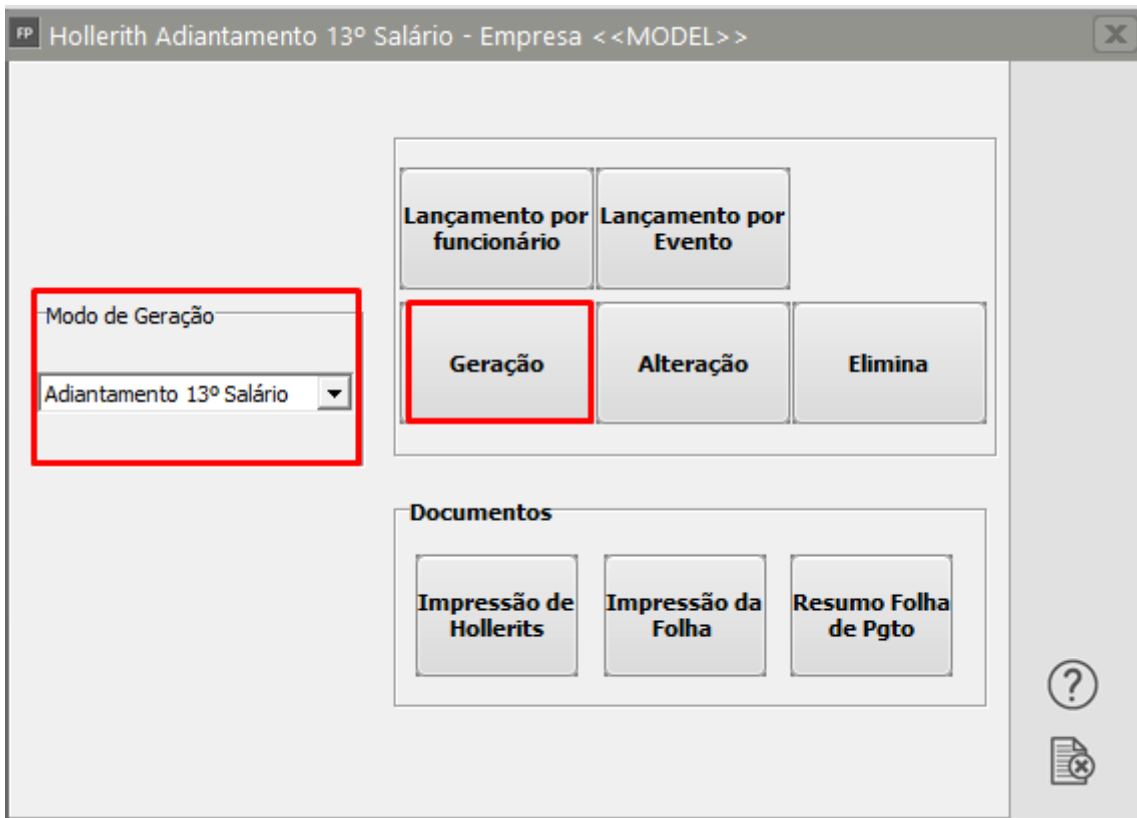 FP Hollerith Adiantamento 13º Salário - Empresa <<MODEL>>
Lançamento por
funcionário
Lançamento por
Evento
Modo de Geração
Adiantamento 13º Salário
Geração
Alteração
Elimina
Documentos
Impressão de
Hollerits
Impressão da
Folha
Resumo Folha
de Pgto
?